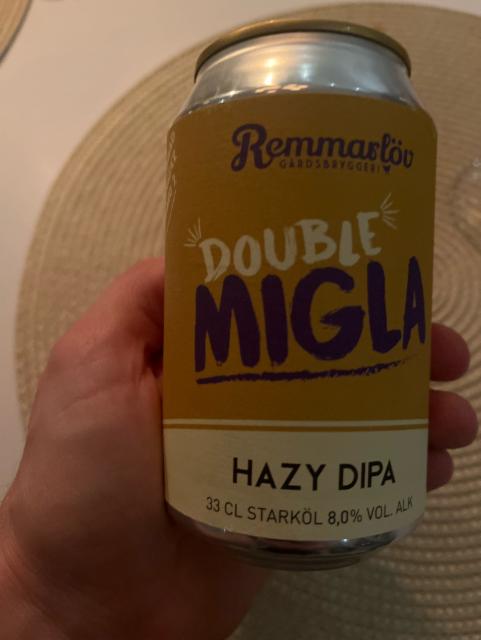 Remmarlöv
GÅRDSBRYGGERI
DOUBLE
MIGLA
HAZY DIPA
33 CL STARKÖL 8,0% VOL. ALK